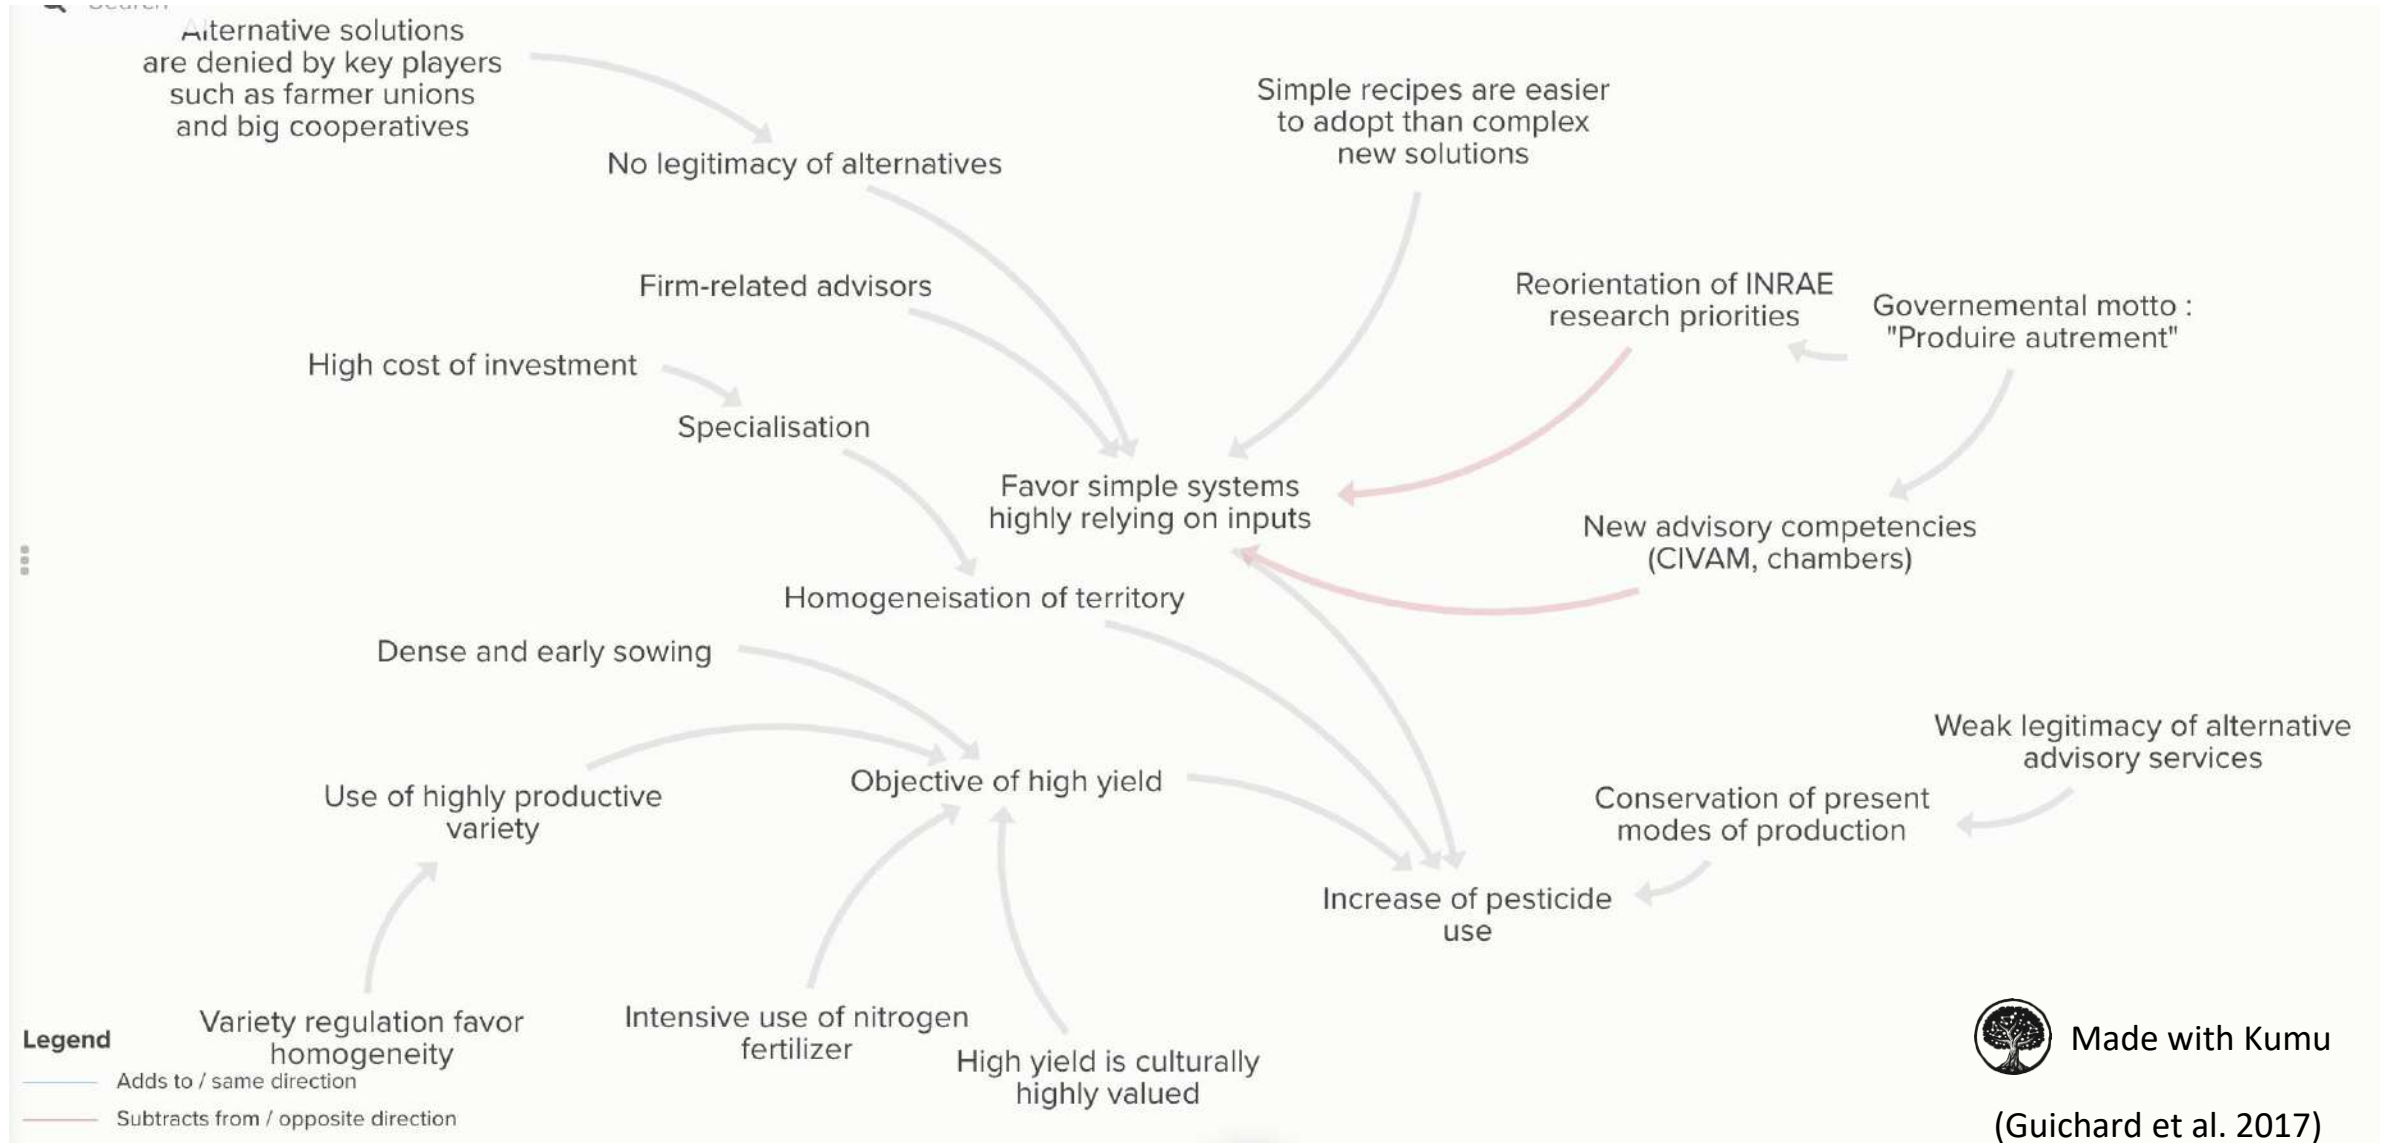 Search
Alternative solutions
are denied by key players
such as farmer unions
and big cooperatives
Simple recipes are easier
to adopt than complex
new solutions
No legitimacy of alternatives
Firm-related advisors
Reorientation of INRAE
research priorities
Governemental motto :
"Produire autrement"
High cost of investment
Specialisation
Favor simple systems
highly relying on inputs
New advisory competencies
(CIVAM, chambers)
Homogeneisation of territory
Dense and early sowing
Weak legitimacy of alternative
advisory services
Objective of high yield
Use of highly productive
variety
Conservation of present
modes of production
Increase of pesticide
use
Variety regulation favor
homogeneity
Intensive use of nitrogen
fertilizer
High yield is culturally
highly valued
Legend
Adds to / same direction
Subtracts from / opposite direction
Made with Kumu
(Guichard et al. 2017)